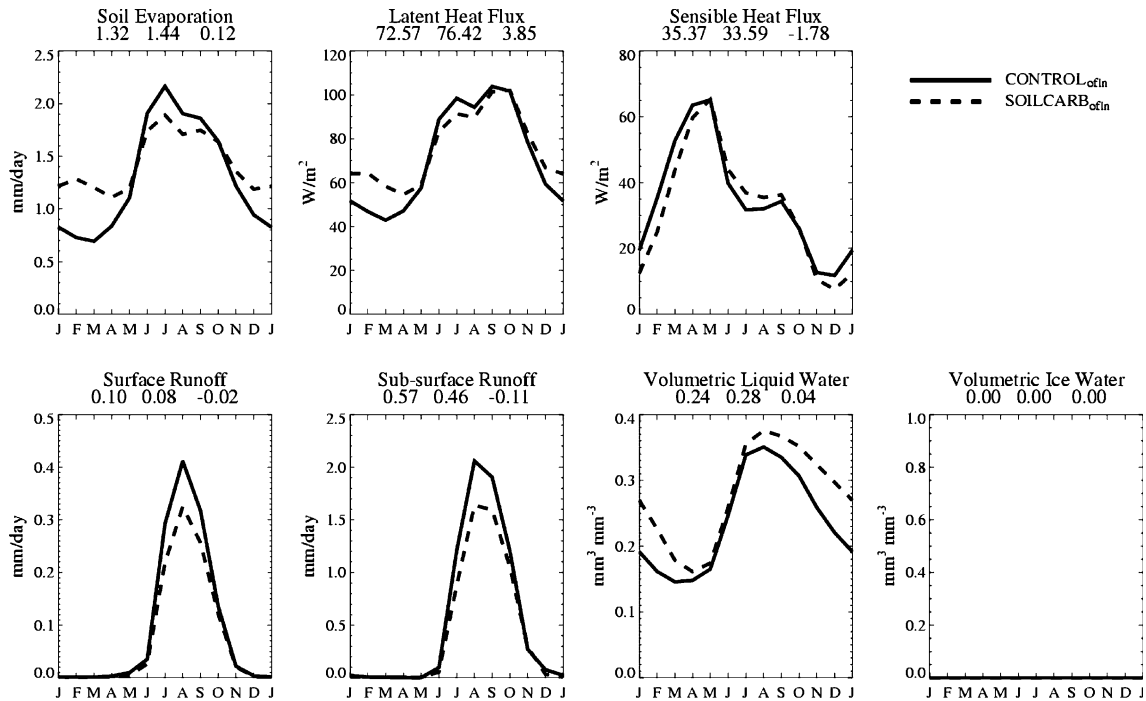 Soil Evaporation
1.32 1.44 0.12
mm/day
2.5
2.0
1.5
1.0
0.5
0.0
J F M A M J J A S O N D J
Latent Heat Flux
72.57 76.42 3.85
W/m²
120
100
80
60
40
20
0
J F M A M J J A S O N D J
Sensible Heat Flux
35.37 33.59 -1.78
W/m²
80
60
40
20
0
J F M A M J J A S O N D J
CONTROLofln
SOILCARBofln
Surface Runoff
0.10 0.08 -0.02
mm/day
0.5
0.4
0.3
0.2
0.1
0.0
J F M A M J J A S O N D J
Sub-surface Runoff
0.57 0.46 -0.11
mm/day
2.5
2.0
1.5
1.0
0.5
0.0
J F M A M J J A S O N D J
Volumetric Liquid Water
0.24 0.28 0.04
mm³ mm⁻³
0.4
0.3
0.2
0.1
0.0
J F M A M J J A S O N D J
Volumetric Ice Water
0.00 0.00 0.00
mm³ mm⁻³
1.0
0.8
0.6
0.4
0.2
0.0
J F M A M J J A S O N D J